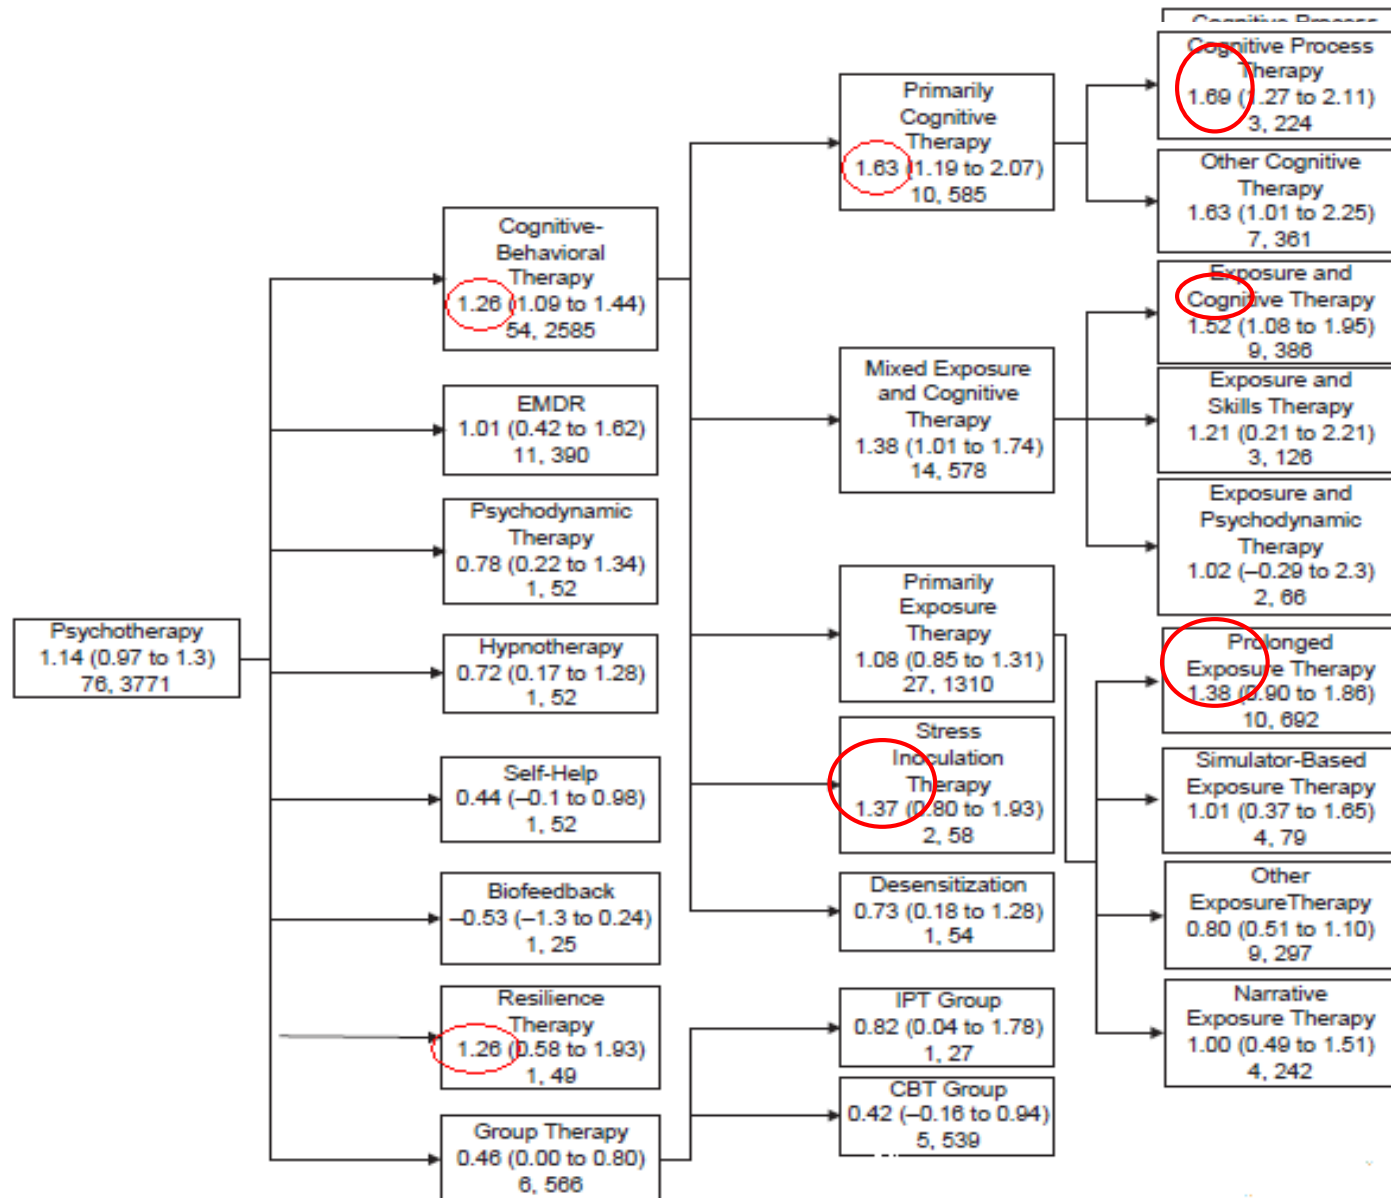 Psychotherapy
1.14 (0.97 to 1.3)
76, 3771
Cognitive-
Behavioral
Therapy
1.26 (1.09 to 1.44)
54, 2585
EMDR
1.01 (0.42 to 1.62)
11, 390
Psychodynamic
Therapy
0.78 (0.22 to 1.34)
1, 52
Hypnotherapy
0.72 (0.17 to 1.28)
1, 52
Self-Help
0.44 (–0.1 to 0.98)
1, 52
Biofeedback
–0.53 (–1.3 to 0.24)
1, 25
Resilience
Therapy
1.26 (0.58 to 1.93)
1, 49
Group Therapy
0.46 (0.00 to 0.80)
6, 566
Primarily
Cognitive
Therapy
1.63 (1.19 to 2.07)
10, 585
Mixed Exposure
and Cognitive
Therapy
1.38 (1.01 to 1.74)
14, 578
Primarily
Exposure
Therapy
1.08 (0.85 to 1.31)
27, 1310
Stress
Inoculation
Therapy
1.37 (0.80 to 1.93)
2, 58
Desensitization
0.73 (0.18 to 1.28)
1, 54
IPT Group
0.82 (0.04 to 1.78)
1, 27
CBT Group
0.42 (–0.16 to 0.94)
5, 539
Cognitive Process
Cognitive Process
Therapy
1.69 (1.27 to 2.11)
3, 224
Other Cognitive
Therapy
1.63 (1.01 to 2.25)
7, 361
Exposure and
Cognitive Therapy
1.52 (1.08 to 1.95)
9, 386
Exposure and
Skills Therapy
1.21 (0.21 to 2.21)
3, 126
Exposure and
Psychodynamic
Therapy
1.02 (–0.29 to 2.3)
2, 66
Prolonged
Exposure Therapy
1.38 (0.90 to 1.86)
10, 692
Simulator-Based
Exposure Therapy
1.01 (0.37 to 1.65)
4, 79
Other
ExposureTherapy
0.80 (0.51 to 1.10)
9, 297
Narrative
Exposure Therapy
1.00 (0.49 to 1.51)
4, 242